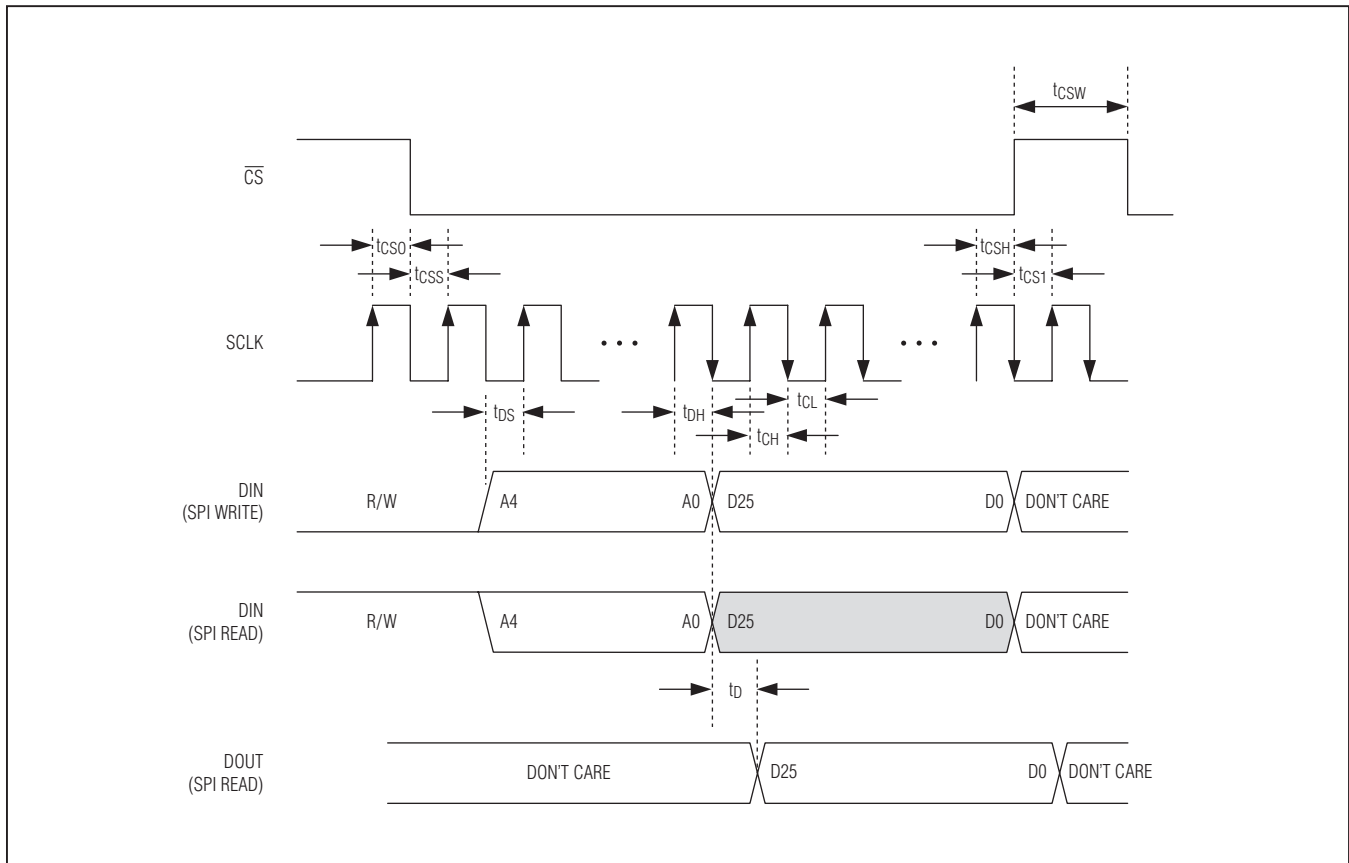 tCSW
CS
tCSO tCSH
tCSS tCS1
SCLK • • • • • •
tDS tDH tCL
tCH
DIN
(SPI WRITE)
R/W A4 A0 D25 D0 DON'T CARE
DIN
(SPI READ)
R/W A4 A0 D25 D0 DON'T CARE
tD
DOUT
(SPI READ)
DON'T CARE D25 D0 DON'T CARE